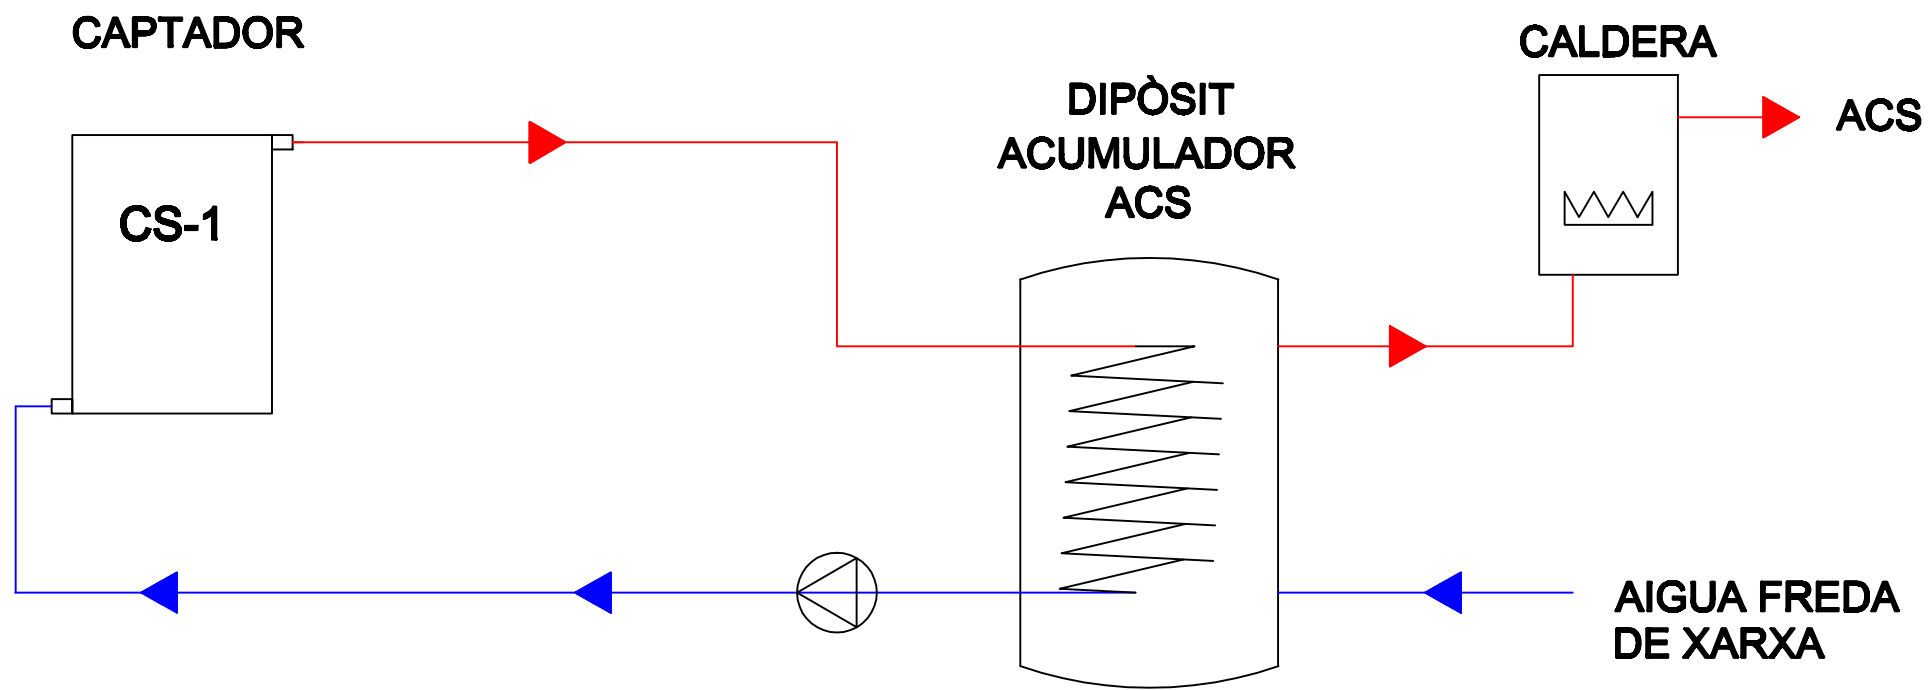 CAPTADOR
CS-1
DIPÒSIT
ACUMULADOR
ACS
CALDERA
ACS
AIGUA FREDA
DE XARXA